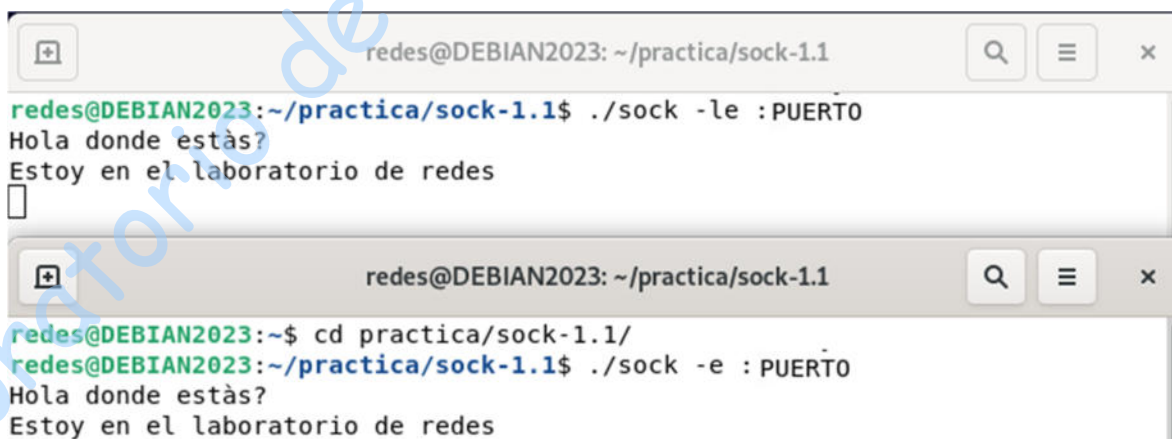 redes@DEBIAN2023: ~/practica/sock-1.1
redes@DEBIAN2023:~/practica/sock-1.1$ ./sock -le :PUERTO
Hola donde estàs?
Estoy en el laboratorio de redes
redes@DEBIAN2023: ~/practica/sock-1.1
redes@DEBIAN2023:~$ cd practica/sock-1.1/
redes@DEBIAN2023:~/practica/sock-1.1$ ./sock -e :PUERTO
Hola donde estàs?
Estoy en el laboratorio de redes
oratorio de